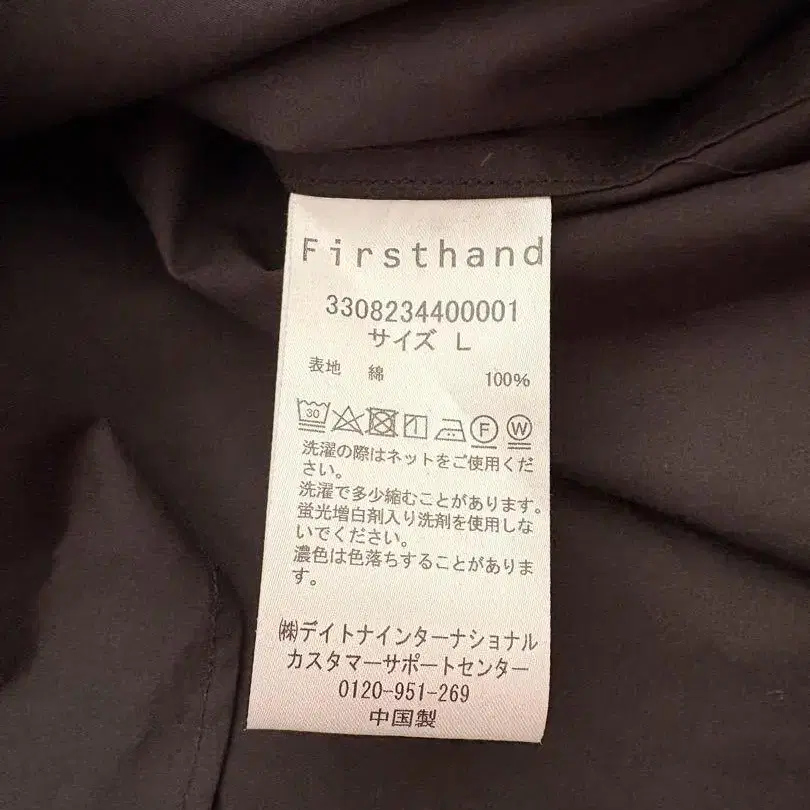 Firsthand
3308234400001
サイズ L
表地 綿 100%
30 F W
洗濯の際はネットをご使用くだ
さい。
洗濯で多少縮むことがあります。
蛍光増白剤入り洗剤を使用しな
いでください。
濃色は色落ちすることがありま
す。
㈱デイトナインターナショナル
カスタマーサポートセンター
0120-951-269
中国製